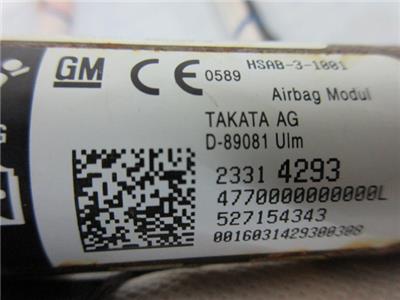 GM CE 0589 HSAB-3-1001
Airbag Modul
TAKATA AG
D-89081 Ulm
2331 4293
4770000000000L
527154343
0016031429300308
G